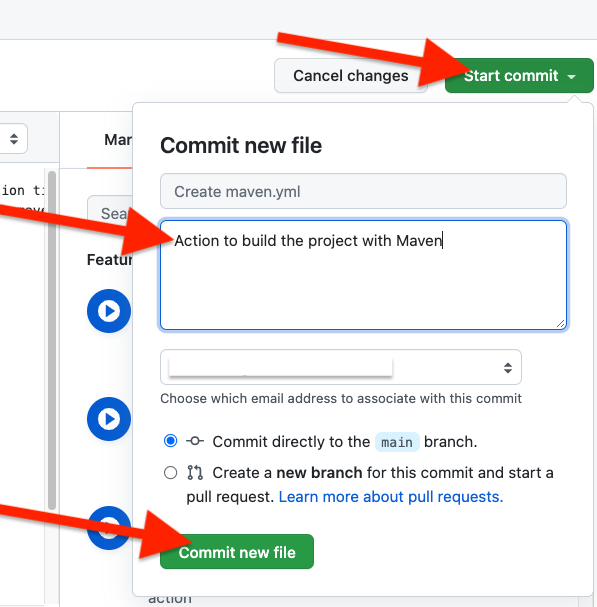 Cancel changes
Start commit
Mar
Commit new file
Create maven.yml
ion ti
Sea
Action to build the project with Maven
Featur
Choose which email address to associate with this commit
Commit directly to the main branch.
Create a new branch for this commit and start a
pull request. Learn more about pull requests.
Commit new file
action